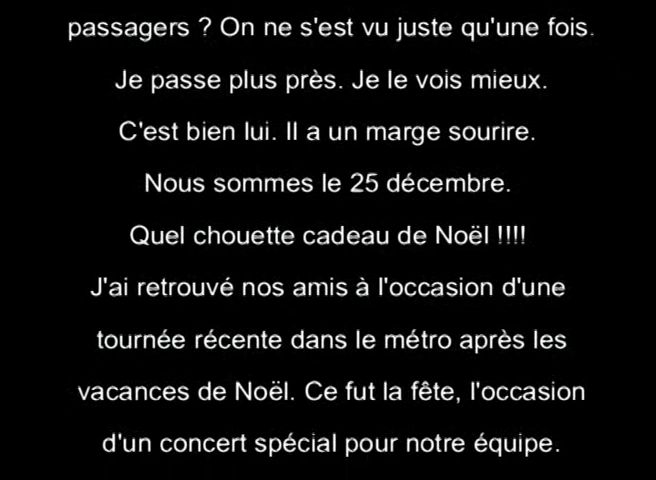 passagers ? On ne s'est vu juste qu'une fois.
Je passe plus près. Je le vois mieux.
C'est bien lui. Il a un marge sourire.
Nous sommes le 25 décembre.
Quel chouette cadeau de Noël !!!!
J'ai retrouvé nos amis à l'occasion d'une
tournée récente dans le métro après les
vacances de Noël. Ce fut la fête, l'occasion
d'un concert spécial pour notre équipe.